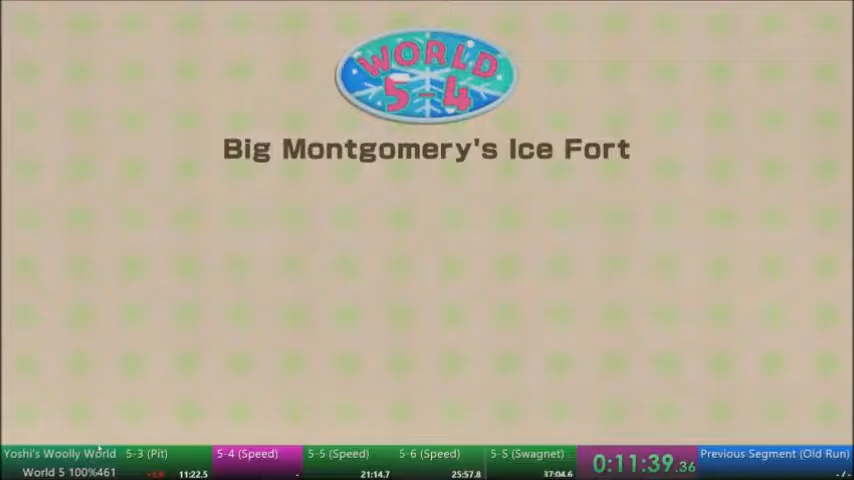 WORLD
5-4
Big Montgomery's Ice Fort
Yoshi's Woolly World 5-3 (Pit) 5-4 (Speed) 5-5 (Speed) 5-6 (Speed) 5-S (Swagnet) 0:11:39.36 Previous Segment (Old Run)
World 5 100%461 11:22.5 - 21:14.7 25:57.8 37:04.6 - / -